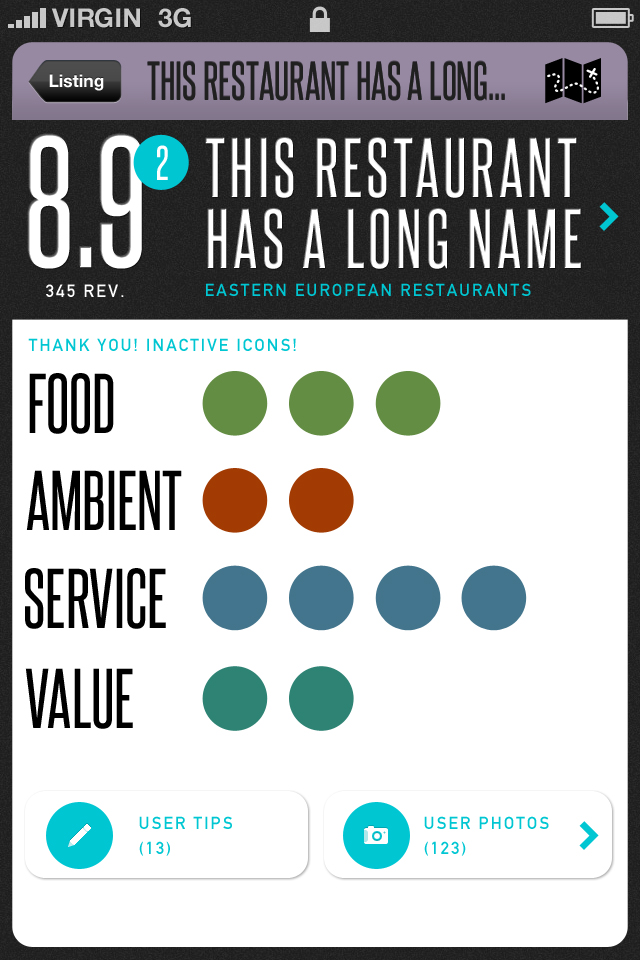 VIRGIN 3G
Listing
THIS RESTAURANT HAS A LONG...
8.9
2
345 REV.
THIS RESTAURANT
HAS A LONG NAME
EASTERN EUROPEAN RESTAURANTS
THANK YOU! INACTIVE ICONS!
FOOD
AMBIENT
SERVICE
VALUE
USER TIPS
(13)
USER PHOTOS
(123)